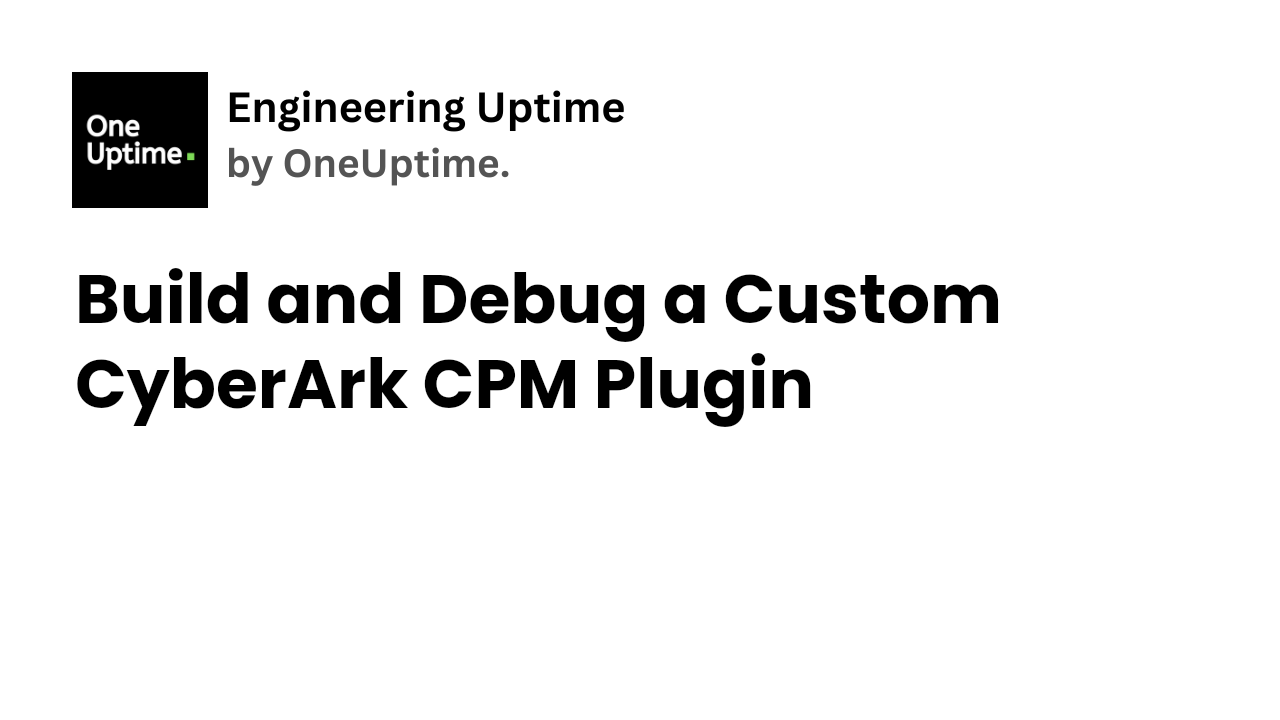 One
Uptime
Engineering Uptime
by OneUptime.
Build and Debug a Custom
CyberArk CPM Plugin